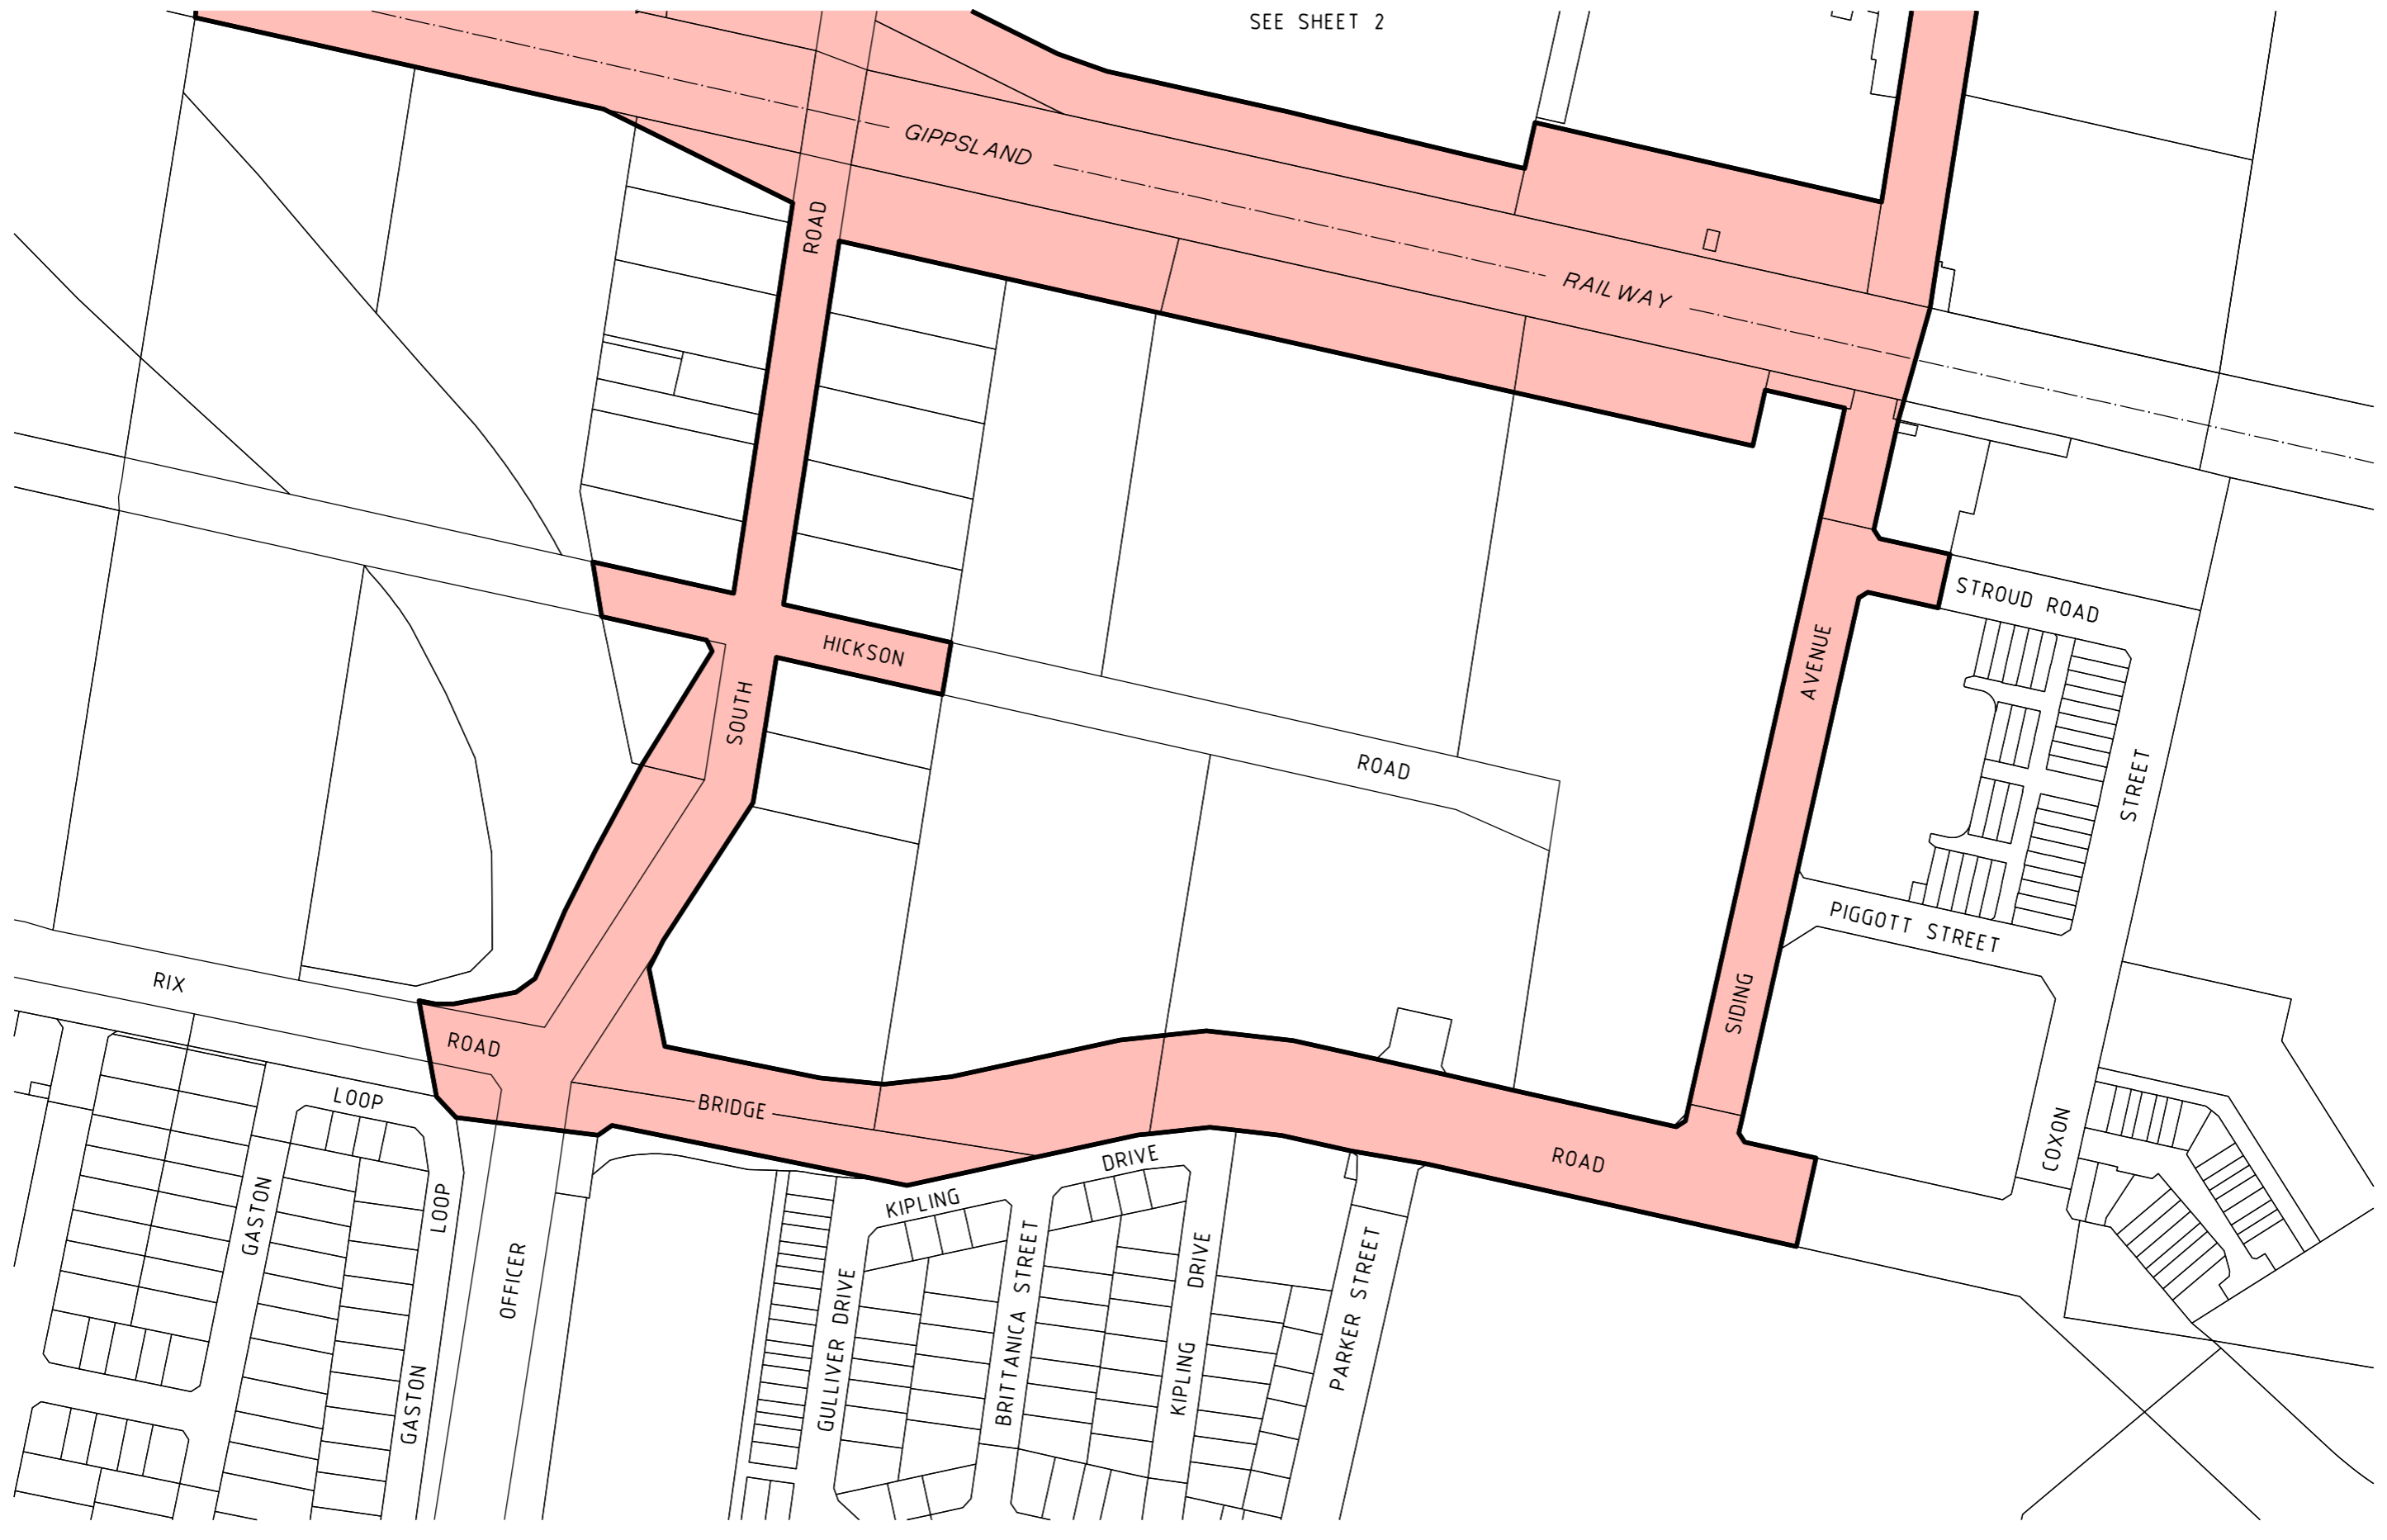 SEE SHEET 2
GIPPSLAND
ROAD
RAILWAY
STROUD ROAD
HICKSON
AVENUE
SOUTH
ROAD
STREET
PIGGOTT STREET
RIX
SIDING
ROAD
LOOP
BRIDGE
COXON
DRIVE
ROAD
KIPLING
GASTON
LOOP
OFFICER
DRIVE
BRITTANICA STREET
PARKER STREET
GULLIVER DRIVE
KIPLING
GASTON